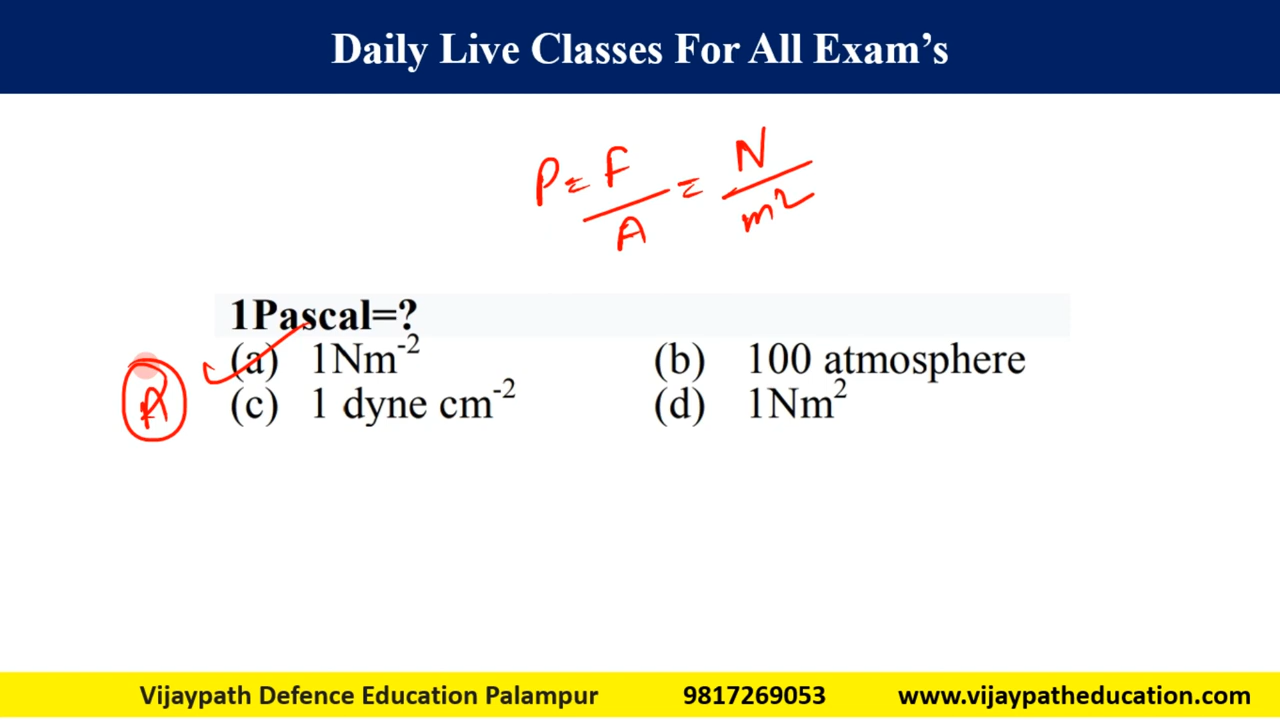 Daily Live Classes For All Exam’s
P = F/A = N/m²
1Pascal=?
(a) 1Nm⁻² (b) 100 atmosphere
A
(c) 1 dyne cm⁻² (d) 1Nm²
Vijaypath Defence Education Palampur 9817269053 www.vijaypatheducation.com